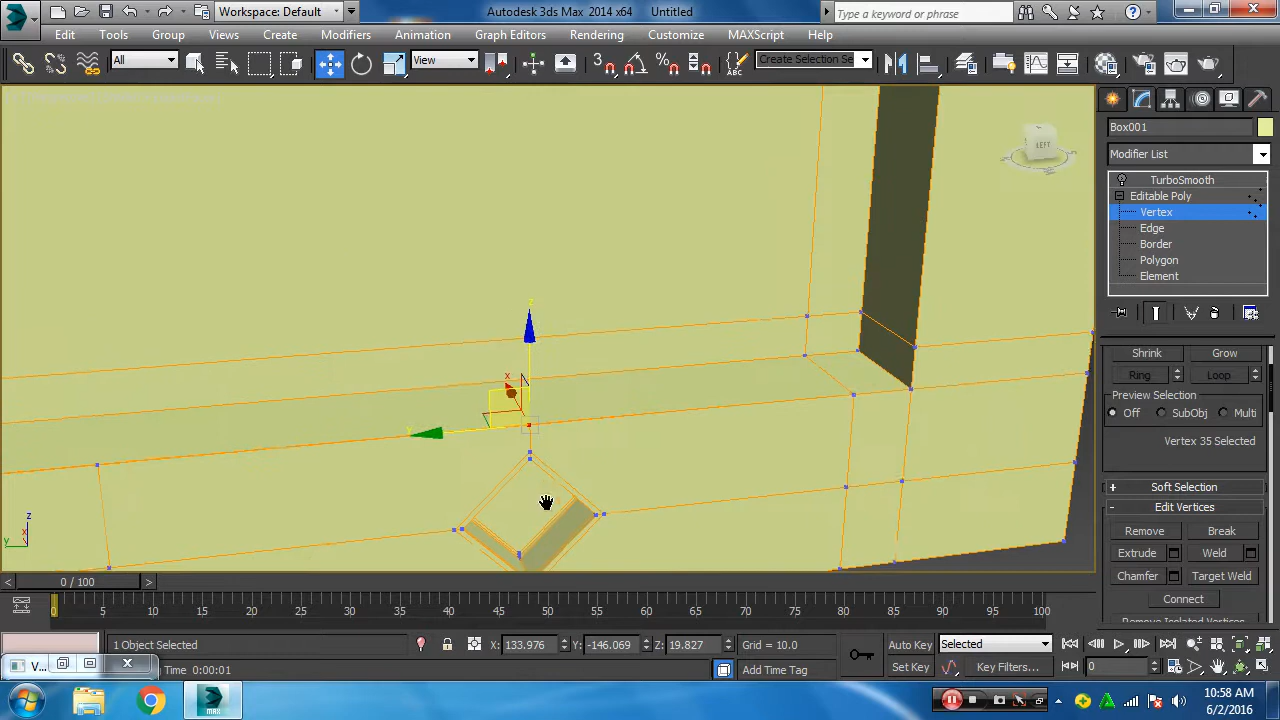 Workspace: Default
Autodesk 3ds Max 2014 x64 Untitled
Type a keyword or phrase
Edit Tools Group Views Create Modifiers Animation Graph Editors Rendering Customize MAXScript Help
All
View
3
ABC
Create Selection Se
MAX
Box001
Modifier List
LEFT
TurboSmooth
Editable Poly
Vertex
Edge
Border
Polygon
Element
z
x
y
z
x
y
Shrink Grow
Ring Loop
Preview Selection
Off SubObj Multi
Vertex 35 Selected
+ Soft Selection
- Edit Vertices
Remove Break
Extrude Weld
Chamfer Target Weld
Connect
< 0 / 100 >
0 5 10 15 20 25 30 35 40 45 50 55 60 65 70 75 80 85 90 95 100
1 Object Selected
X: 133.976 Y: -146.069 Z: 19.827 Grid = 10.0
Auto Key Selected
V...
Time 0:00:01
Add Time Tag
Set Key Key Filters... 0
MAX
10:58 AM
6/2/2016